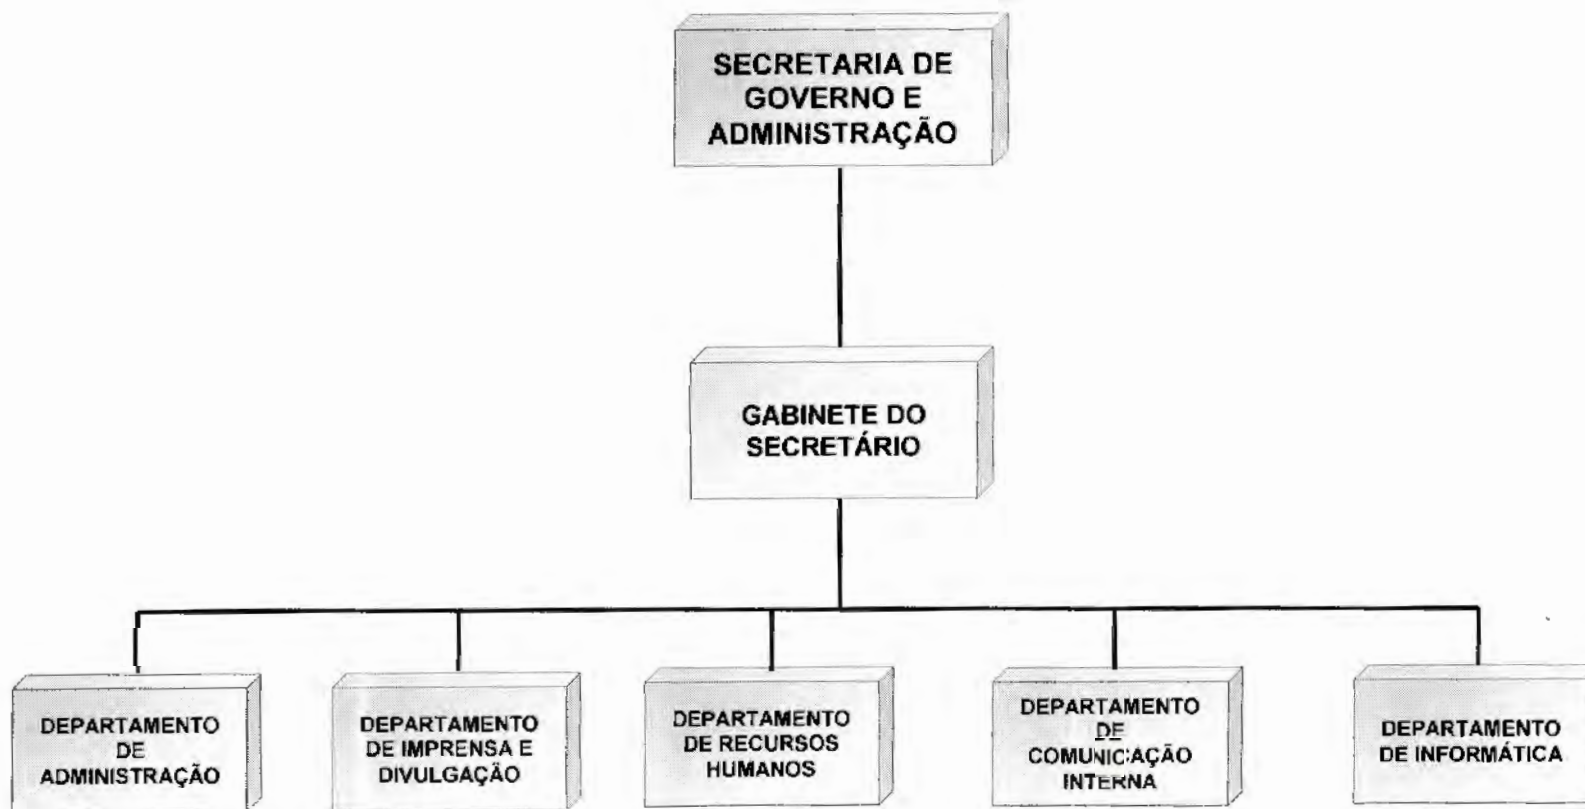 SECRETARIA DE
GOVERNO E
ADMINISTRAÇÃO
GABINETE DO
SECRETÁRIO
DEPARTAMENTO
DE
ADMINISTRAÇÃO
DEPARTAMENTO
DE IMPRENSA E
DIVULGAÇÃO
DEPARTAMENTO
DE RECURSOS
HUMANOS
DEPARTAMENTO
DE
COMUNICAÇÃO
INTERNA
DEPARTAMENTO
DE INFORMÁTICA